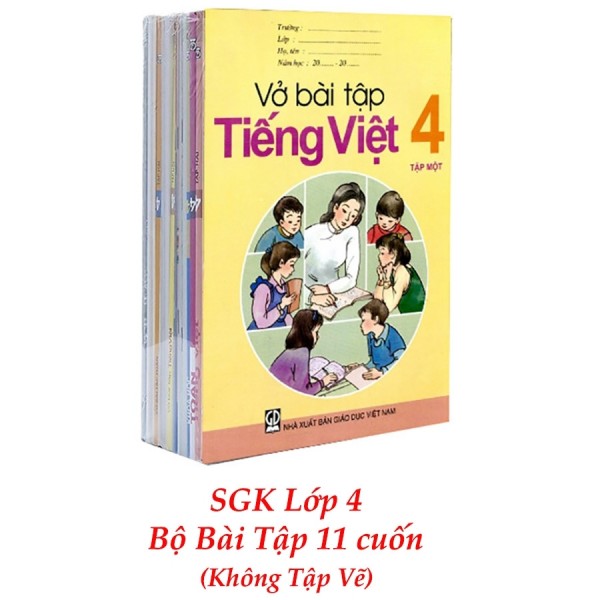 Trường :
Lớp :
Họ, tên :
Năm học : 20........ - 20........
Vở bài tập
Tiếng Việt 4
TẬP MỘT
GD
NHÀ XUẤT BẢN GIÁO DỤC VIỆT NAM
SGK Lớp 4
Bộ Bài Tập 11 cuốn
(Không Tập Vẽ)